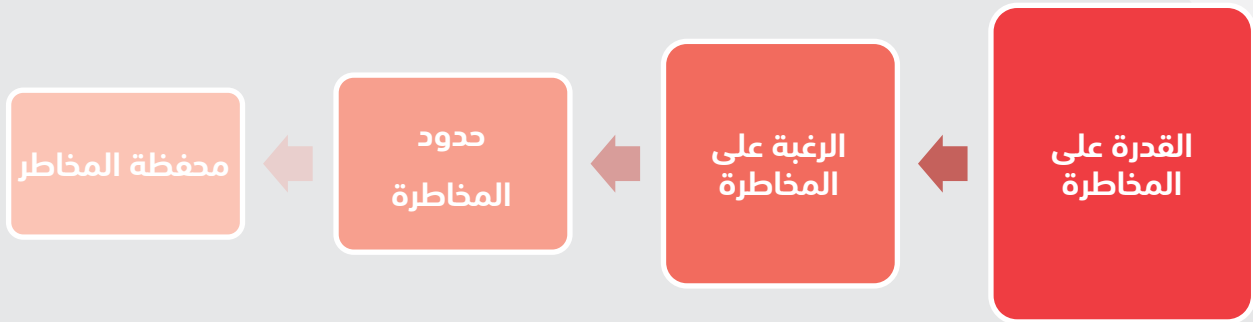 القدرة على
المخاطرة
الرغبة على
المخاطرة
حدود
المخاطرة
محفظة المخاطر